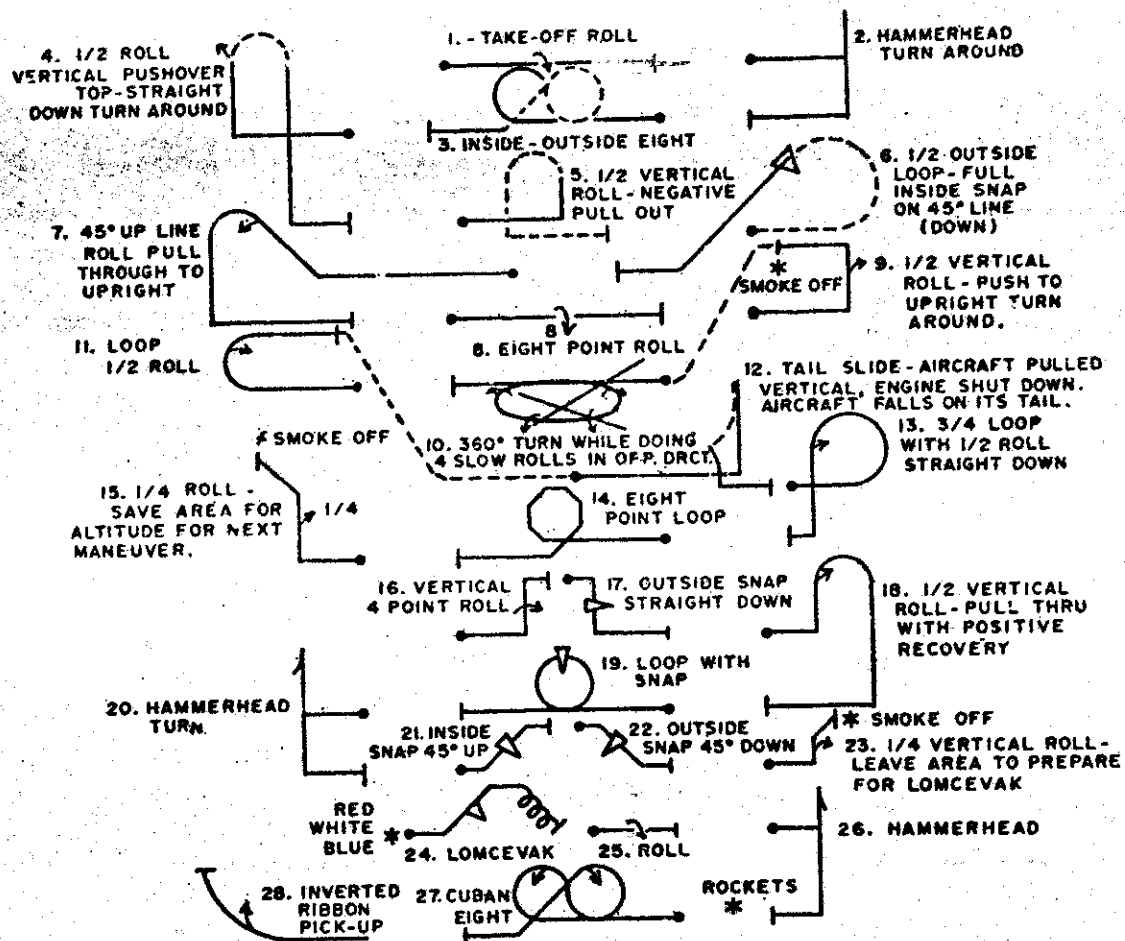 1. - TAKE-OFF ROLL
2. HAMMERHEAD
TURN AROUND
3. INSIDE-OUTSIDE EIGHT
4. 1/2 ROLL
VERTICAL PUSHOVER
TOP-STRAIGHT
DOWN TURN AROUND
5. 1/2 VERTICAL
ROLL-NEGATIVE
PULL OUT
6. 1/2 OUTSIDE
LOOP-FULL
INSIDE SNAP
ON 45° LINE
(DOWN)
7. 45° UP LINE
ROLL PULL
THROUGH TO
UPRIGHT
*
SMOKE OFF
8
8. EIGHT POINT ROLL
9. 1/2 VERTICAL
ROLL-PUSH TO
UPRIGHT TURN
AROUND.
10. 360° TURN WHILE DOING
4 SLOW ROLLS IN OFP. DRCT.
11. LOOP
1/2 ROLL
12. TAIL SLIDE-AIRCRAFT PULLED
VERTICAL, ENGINE SHUT DOWN.
AIRCRAFT FALLS ON ITS TAIL.
13. 3/4 LOOP
WITH 1/2 ROLL
STRAIGHT DOWN
14. EIGHT
POINT LOOP
* SMOKE OFF
15. 1/4 ROLL -
SAVE AREA FOR
ALTITUDE FOR NEXT
MANEUVER.
1/4
16. VERTICAL
4 POINT ROLL
17. OUTSIDE SNAP
STRAIGHT DOWN
18. 1/2 VERTICAL
ROLL-PULL THRU
WITH POSITIVE
RECOVERY
19. LOOP WITH
SNAP
20. HAMMERHEAD
TURN
21. INSIDE
SNAP 45° UP
22. OUTSIDE
SNAP 45° DOWN
* SMOKE OFF
23. 1/4 VERTICAL ROLL-
LEAVE AREA TO PREPARE
FOR LOMCEVAK
RED
WHITE
BLUE *
24. LOMCEVAK
25. ROLL
26. HAMMERHEAD
27. CUBAN
EIGHT
ROCKETS
*
28. INVERTED
RIBBON
PICK-UP